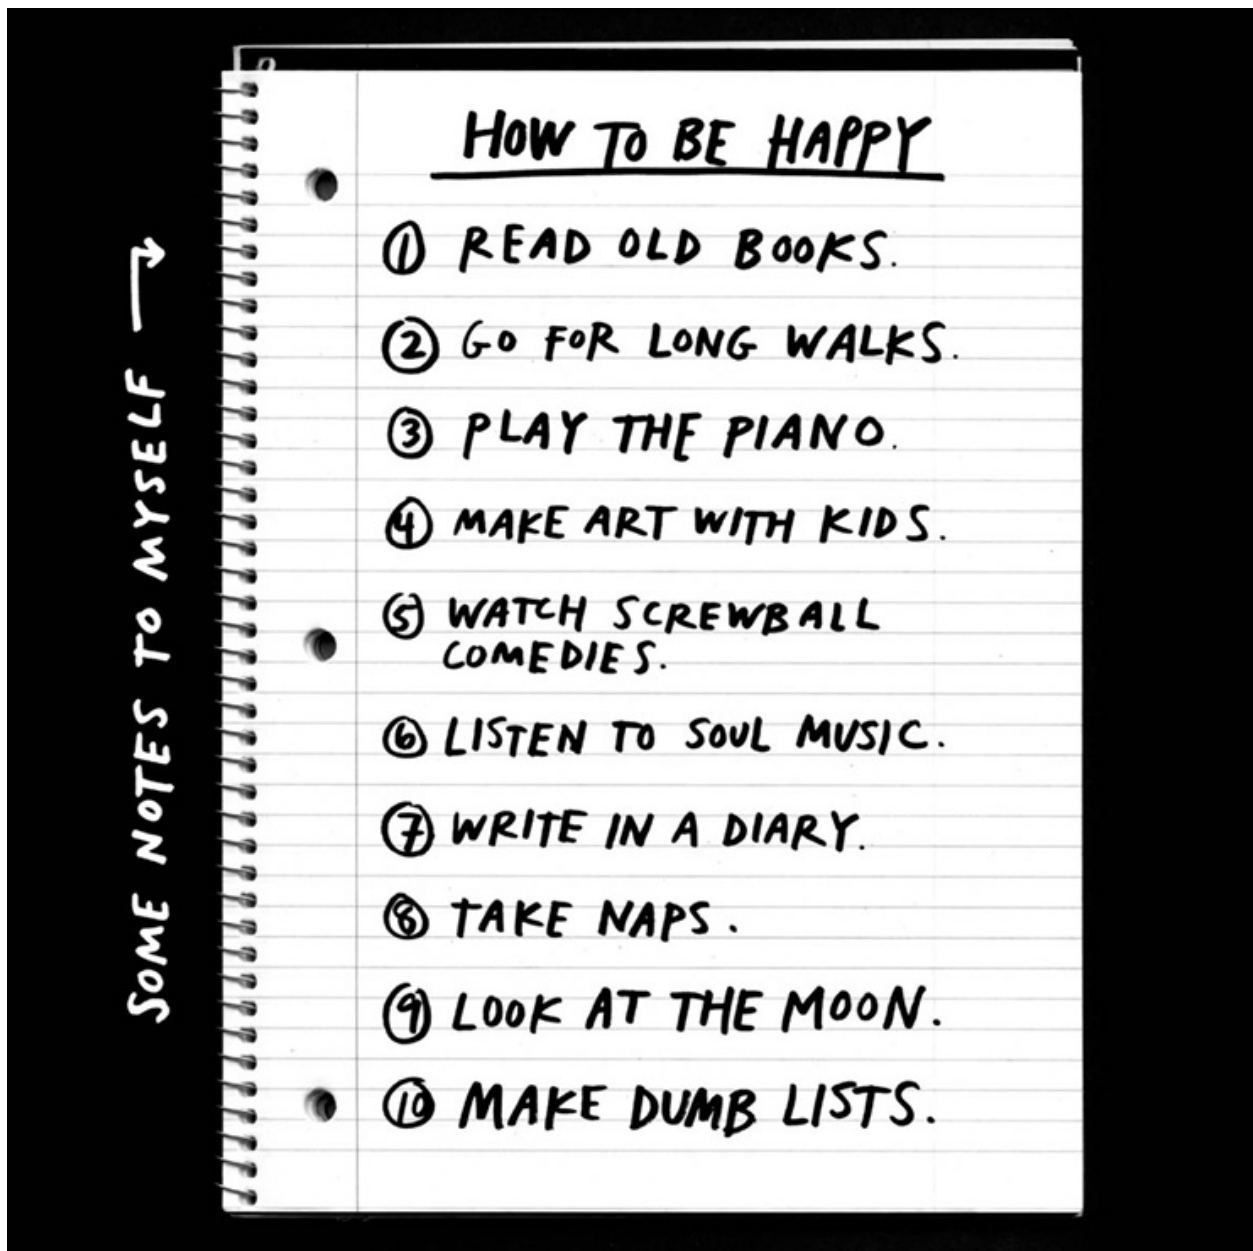 SOME NOTES TO MYSELF →
HOW TO BE HAPPY
① READ OLD BOOKS.
② GO FOR LONG WALKS.
③ PLAY THE PIANO.
④ MAKE ART WITH KIDS.
⑤ WATCH SCREWBALL
COMEDIES.
⑥ LISTEN TO SOUL MUSIC.
⑦ WRITE IN A DIARY.
⑧ TAKE NAPS.
⑨ LOOK AT THE MOON.
⑩ MAKE DUMB LISTS.